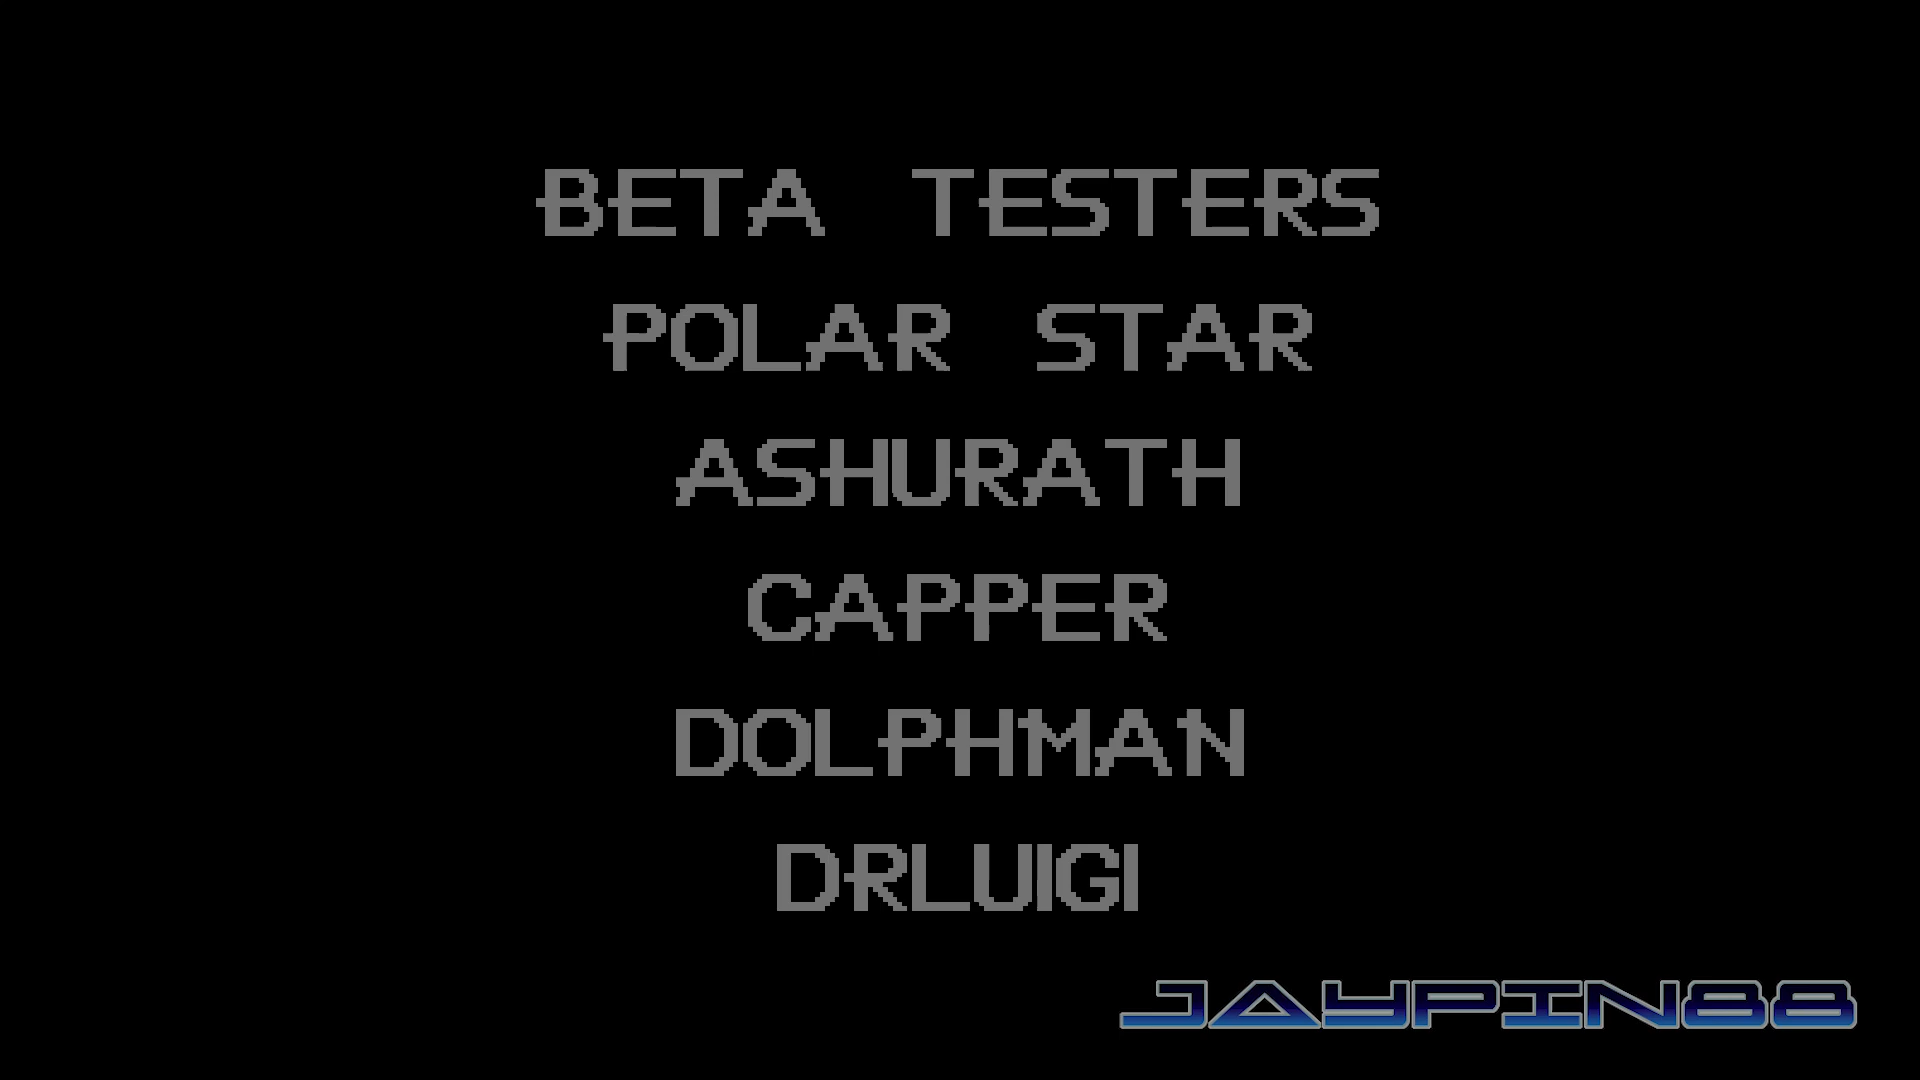 BETA TESTERS
POLAR STAR
ASHURATH
CAPPER
DOLPHMAN
DRLUIGI
JAYPIN88